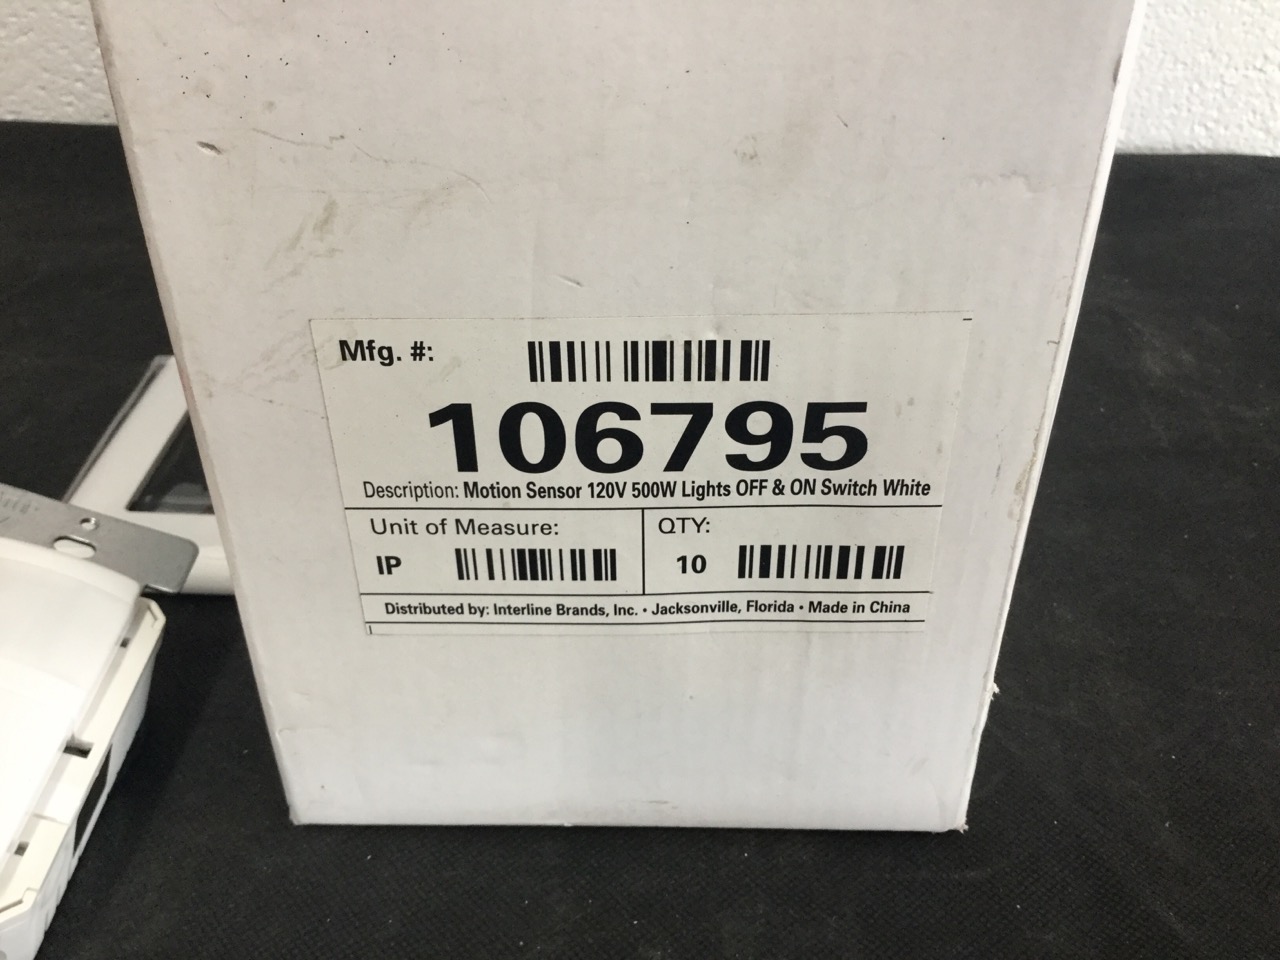 Mfg. #:
106795
Description: Motion Sensor 120V 500W Lights OFF & ON Switch White
Unit of Measure:
IP
QTY:
10
Distributed by: Interline Brands, Inc. • Jacksonville, Florida • Made in China